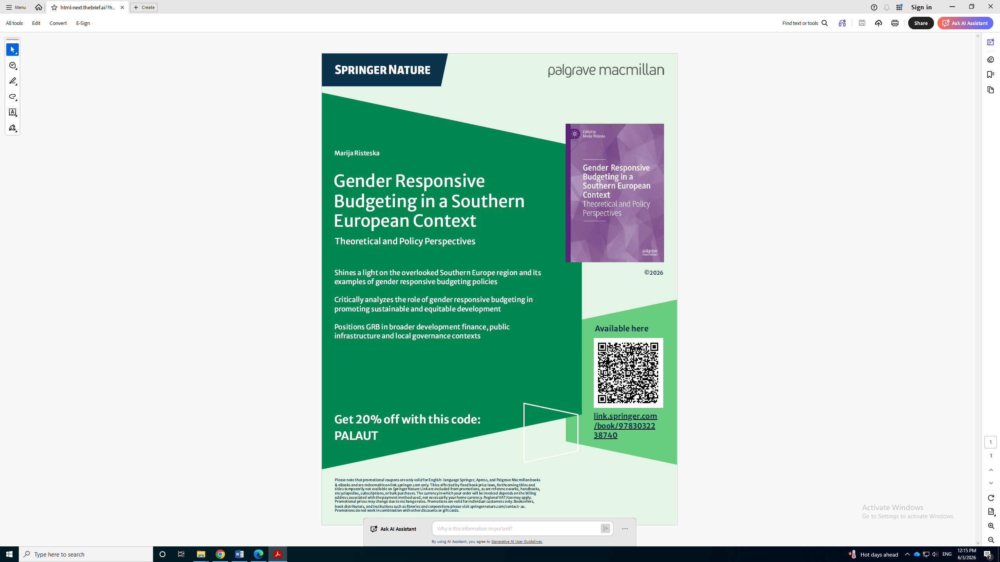 Menu
html-next.thebrief.ai/?h...
Create
Sign in
All tools
Edit
Convert
E-Sign
Find text or tools
Share
Ask AI Assistant
SPRINGER NATURE
palgrave macmillan
Marija Risteska
Gender Responsive
Budgeting in a Southern
European Context
Theoretical and Policy Perspectives
Shines a light on the overlooked Southern Europe region and its
examples of gender responsive budgeting policies
Critically analyzes the role of gender responsive budgeting in
promoting sustainable and equitable development
Positions GRB in broader development finance, public
infrastructure and local governance contexts
Edited by
Marija Risteska
Gender Responsive
Budgeting in a
Southern European
Context
Theoretical and Policy
Perspectives
palgrave
macmillan
©2026
Available here
link.springer.com
/book/97830322
38740
Get 20% off with this code:
PALAUT
Please note that promotional coupons are only valid for English-language Springer, Apress, and Palgrave Macmillan books
& eBooks and are redeemable on link.springer.com only. Titles affected by fixed book price laws, forthcoming titles and
titles temporarily not available on Springer Nature Link are excluded from promotions, as are reference works, handbooks,
encyclopedias, subscriptions, or bulk purchases. The currency in which your order will be invoiced depends on the billing
address associated with the payment method used, not necessarily your home currency. Regional VAT/tax may apply.
Promotional prices may change due to exchange rates. Promotions are valid for individual customers only. Booksellers,
book distributors, and institutions such as libraries and corporations please visit springernature.com/contact-us.
Promotions do not work in combination with other discounts or gift cards.
Ask AI Assistant
Why is this information important?
By using AI Assistant, you agree to Generative AI User Guidelines.
1
1
Activate Windows
Go to Settings to activate Windows.
Type here to search
Hot days ahead
ENG
12:15 PM
6/3/2026
2